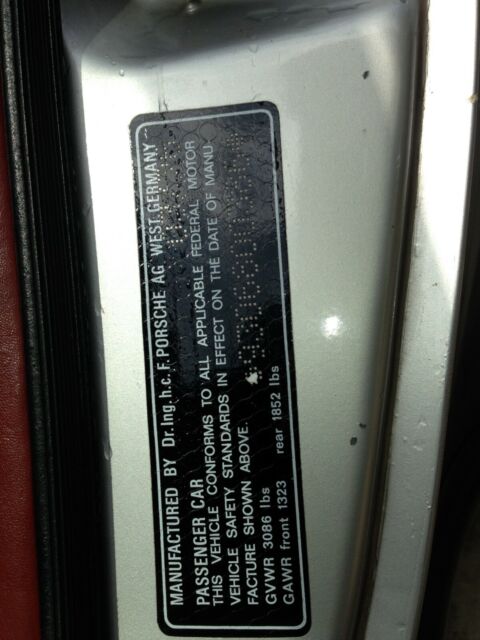 MANUFACTURED BY Dr.Ing.h.c.F.PORSCHE AG WEST GERMANY
PASSENGER CAR
THIS VEHICLE CONFORMS TO ALL APPLICABLE FEDERAL MOTOR
VEHICLE SAFETY STANDARDS IN EFFECT ON THE DATE OF MANU-
FACTURE SHOWN ABOVE.
GVWR 3086 lbs
GAWR front 1323 rear 1852 lbs